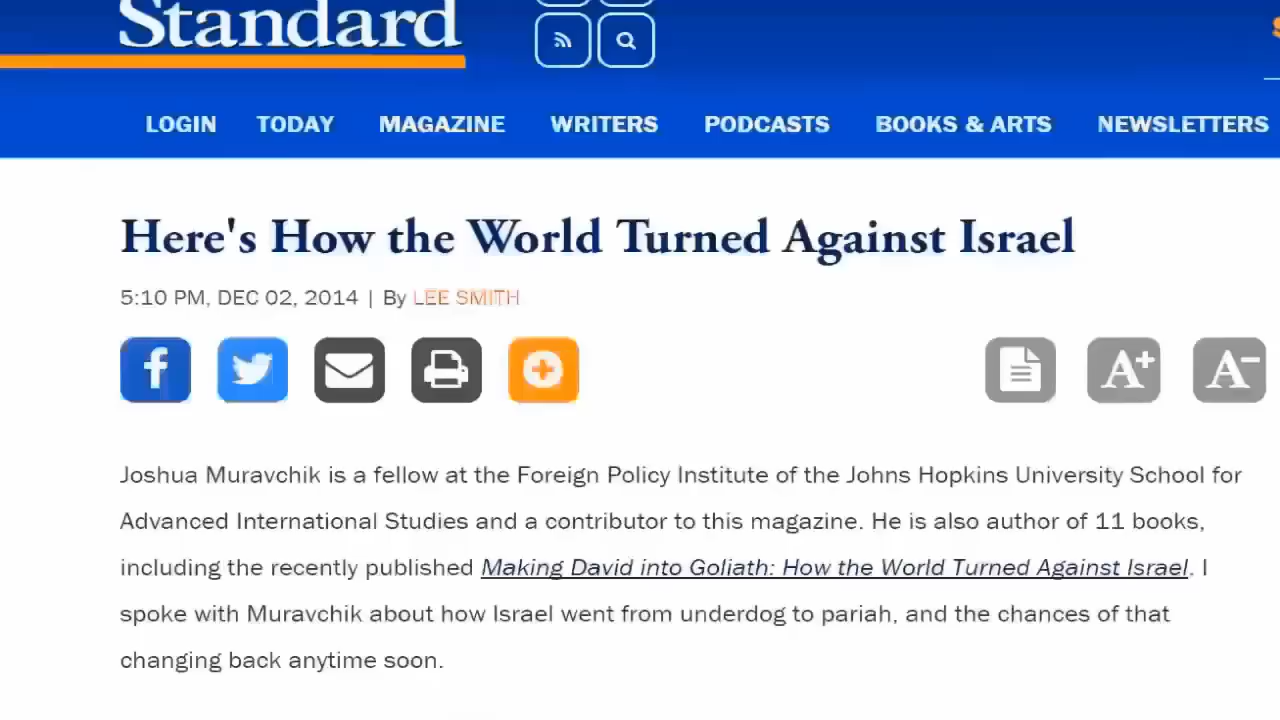 Standard
LOGIN TODAY MAGAZINE WRITERS PODCASTS BOOKS & ARTS NEWSLETTERS
Here's How the World Turned Against Israel
5:10 PM, DEC 02, 2014 | By LEE SMITH
f A+ A-
Joshua Muravchik is a fellow at the Foreign Policy Institute of the Johns Hopkins University School for
Advanced International Studies and a contributor to this magazine. He is also author of 11 books,
including the recently published Making David into Goliath: How the World Turned Against Israel. I
spoke with Muravchik about how Israel went from underdog to pariah, and the chances of that
changing back anytime soon.